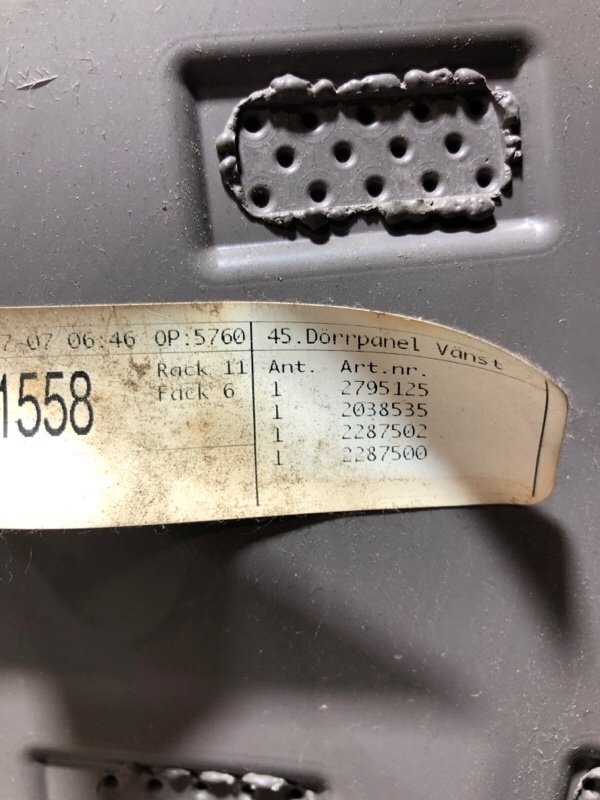 7-07 06:46 OP:5760
1558
Rack 11
Fack 6
45.Dörrpanel Vänst
Ant. Art.nr.
1 2795125
1 2038535
1 2287502
1 2287500